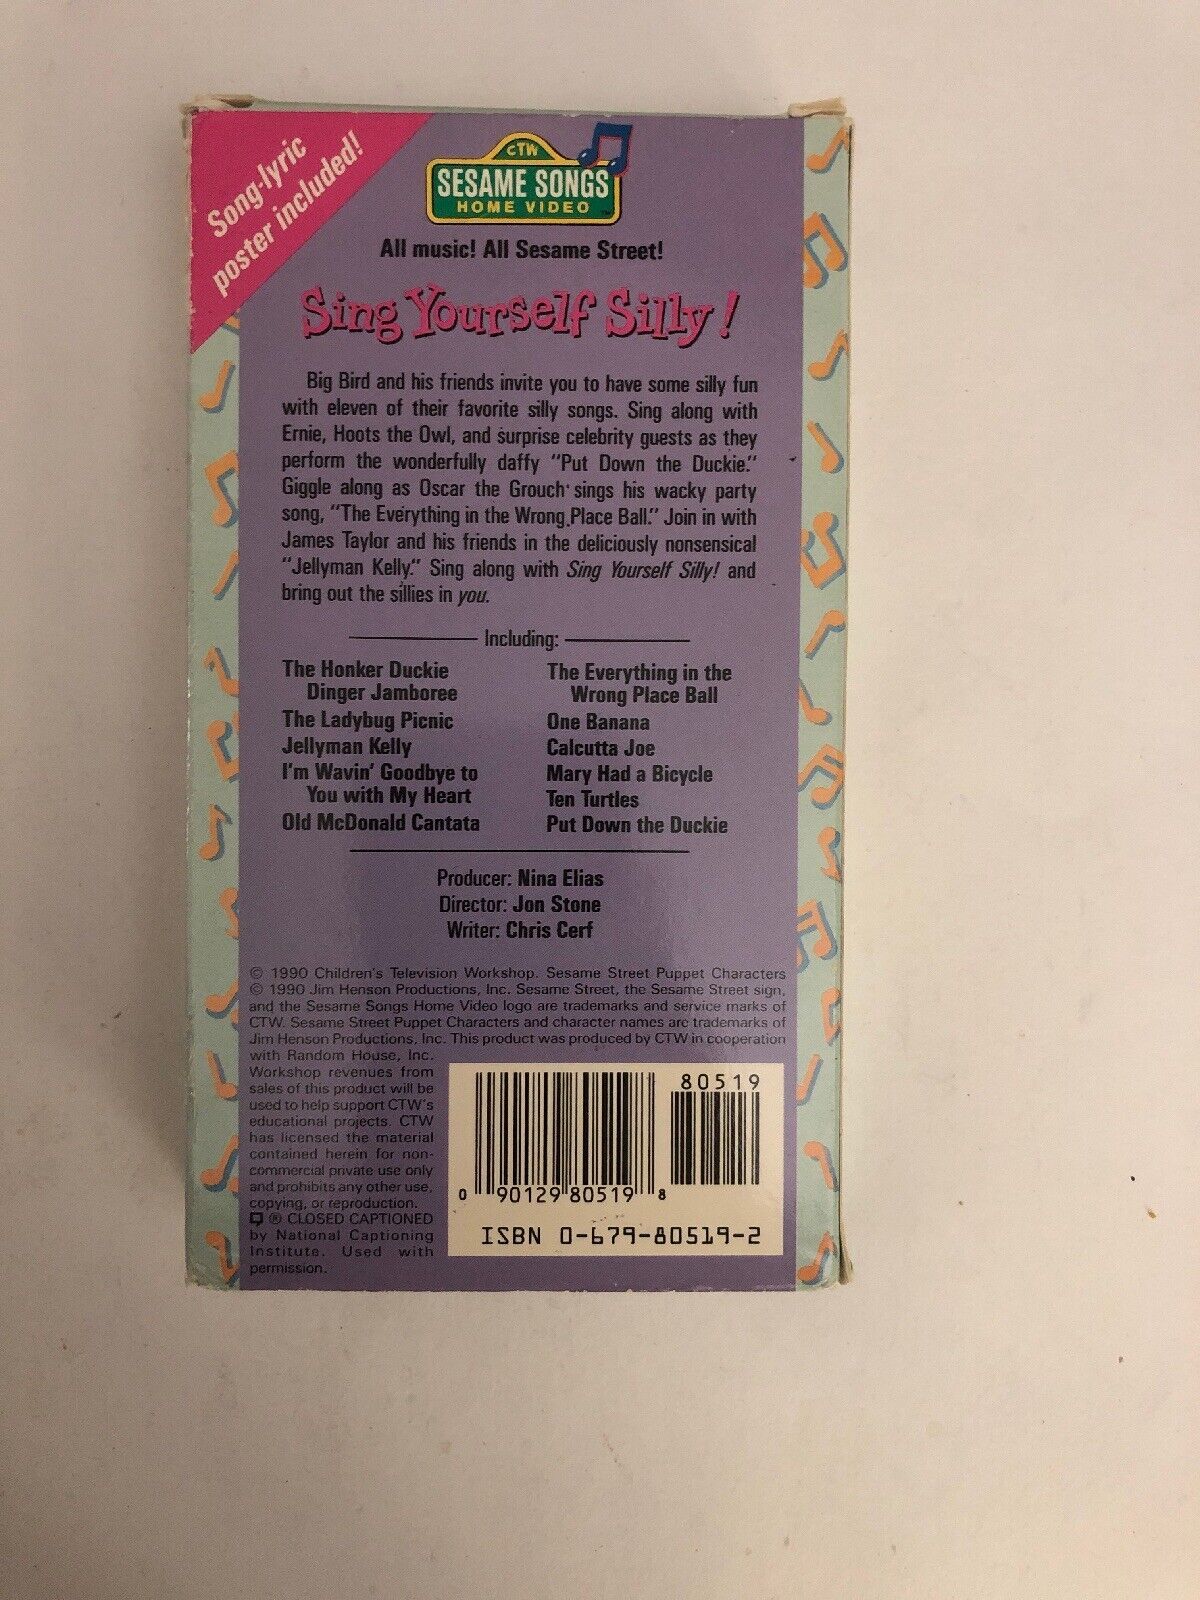 Song-lyric
poster included!
CTW
SESAME SONGS
HOME VIDEO
All music! All Sesame Street!
Sing Yourself Silly!
Big Bird and his friends invite you to have some silly fun
with eleven of their favorite silly songs. Sing along with
Ernie, Hoots the Owl, and surprise celebrity guests as they
perform the wonderfully daffy "Put Down the Duckie."
Giggle along as Oscar the Grouch sings his wacky party
song, "The Everything in the Wrong Place Ball." Join in with
James Taylor and his friends in the deliciously nonsensical
"Jellyman Kelly." Sing along with Sing Yourself Silly! and
bring out the sillies in you.
Including:
The Honker Duckie
Dinger Jamboree
The Ladybug Picnic
Jellyman Kelly
I'm Wavin' Goodbye to
You with My Heart
Old McDonald Cantata
The Everything in the
Wrong Place Ball
One Banana
Calcutta Joe
Mary Had a Bicycle
Ten Turtles
Put Down the Duckie
Producer: Nina Elias
Director: Jon Stone
Writer: Chris Cerf
© 1990 Children's Television Workshop. Sesame Street Puppet Characters
© 1990 Jim Henson Productions, Inc. Sesame Street, the Sesame Street sign,
and the Sesame Songs Home Video logo are trademarks and service marks of
CTW. Sesame Street Puppet Characters and character names are trademarks of
Jim Henson Productions, Inc. This product was produced by CTW in cooperation
with Random House, Inc.
Workshop revenues from
sales of this product will be
used to help support CTW's
educational projects. CTW
has licensed the material
contained herein for non-
commercial private use only
and prohibits any other use,
copying, or reproduction.
® CLOSED CAPTIONED
by National Captioning
Institute. Used with
permission.
80519
0 90129 80519 8
ISBN 0-679-80519-2